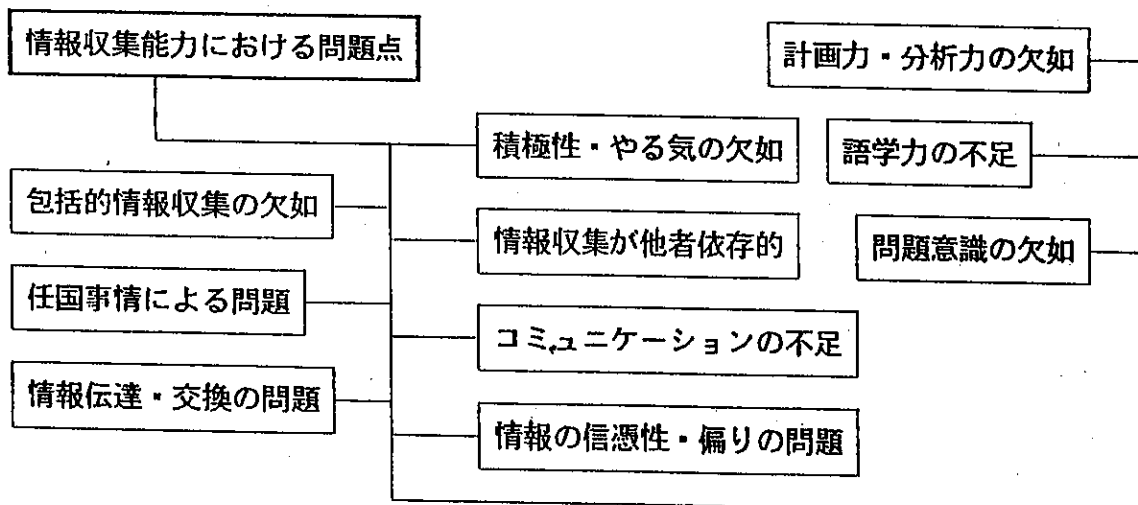 情報収集能力における問題点
計画力・分析力の欠如
積極性・やる気の欠如
語学力の不足
包括的情報収集の欠如
情報収集が他者依存的
問題意識の欠如
任国事情による問題
コミュニケーションの不足
情報伝達・交換の問題
情報の信憑性・偏りの問題